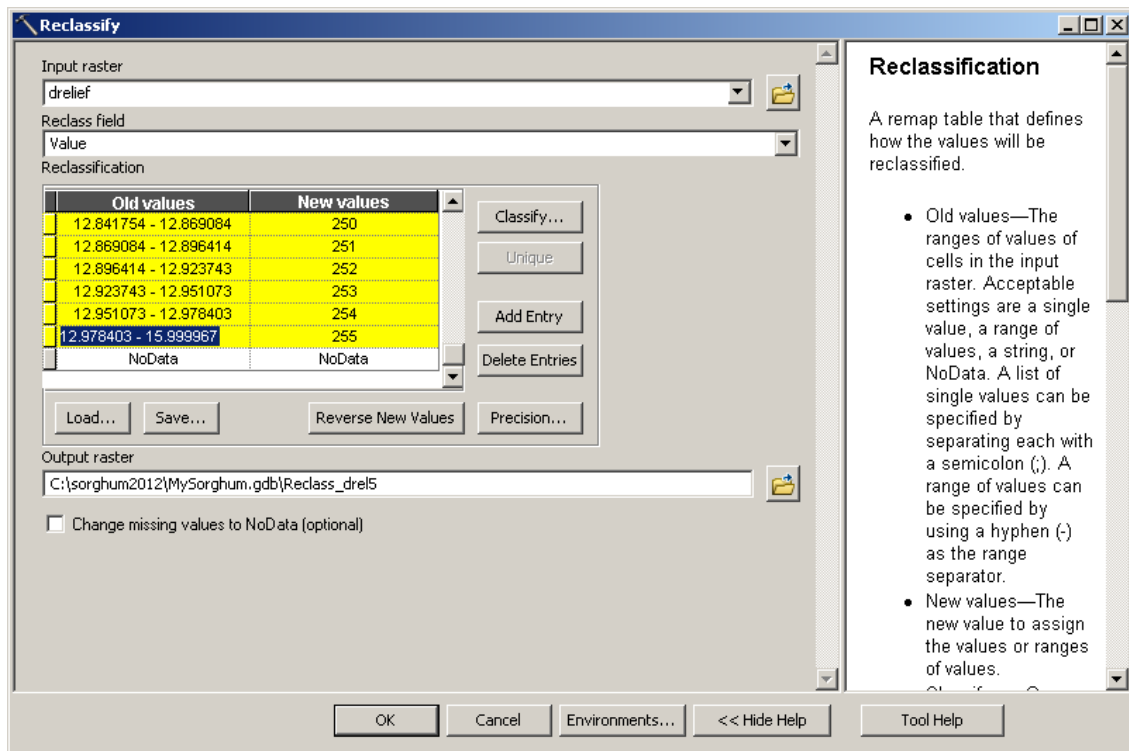 Reclassify
Input raster
drelief
Reclass field
Value
Reclassification
Old values New values
12.841754 - 12.869084 250
12.869084 - 12.896414 251
12.896414 - 12.923743 252
12.923743 - 12.951073 253
12.951073 - 12.978403 254
12.978403 - 15.999967 255
NoData NoData
Classify...
Unique
Add Entry
Delete Entries
Load... Save... Reverse New Values Precision...
Output raster
C:\sorghum2012\MySorghum.gdb\Reclass_drel5
Change missing values to NoData (optional)
Reclassification
A remap table that defines
how the values will be
reclassified.
• Old values—The
ranges of values of
cells in the input
raster. Acceptable
settings are a single
value, a range of
values, a string, or
NoData. A list of
single values can be
specified by
separating each with
a semicolon (;). A
range of values can
be specified by
using a hyphen (-)
as the range
separator.
• New values—The
new value to assign
the values or ranges
of values.
OK Cancel Environments... << Hide Help Tool Help